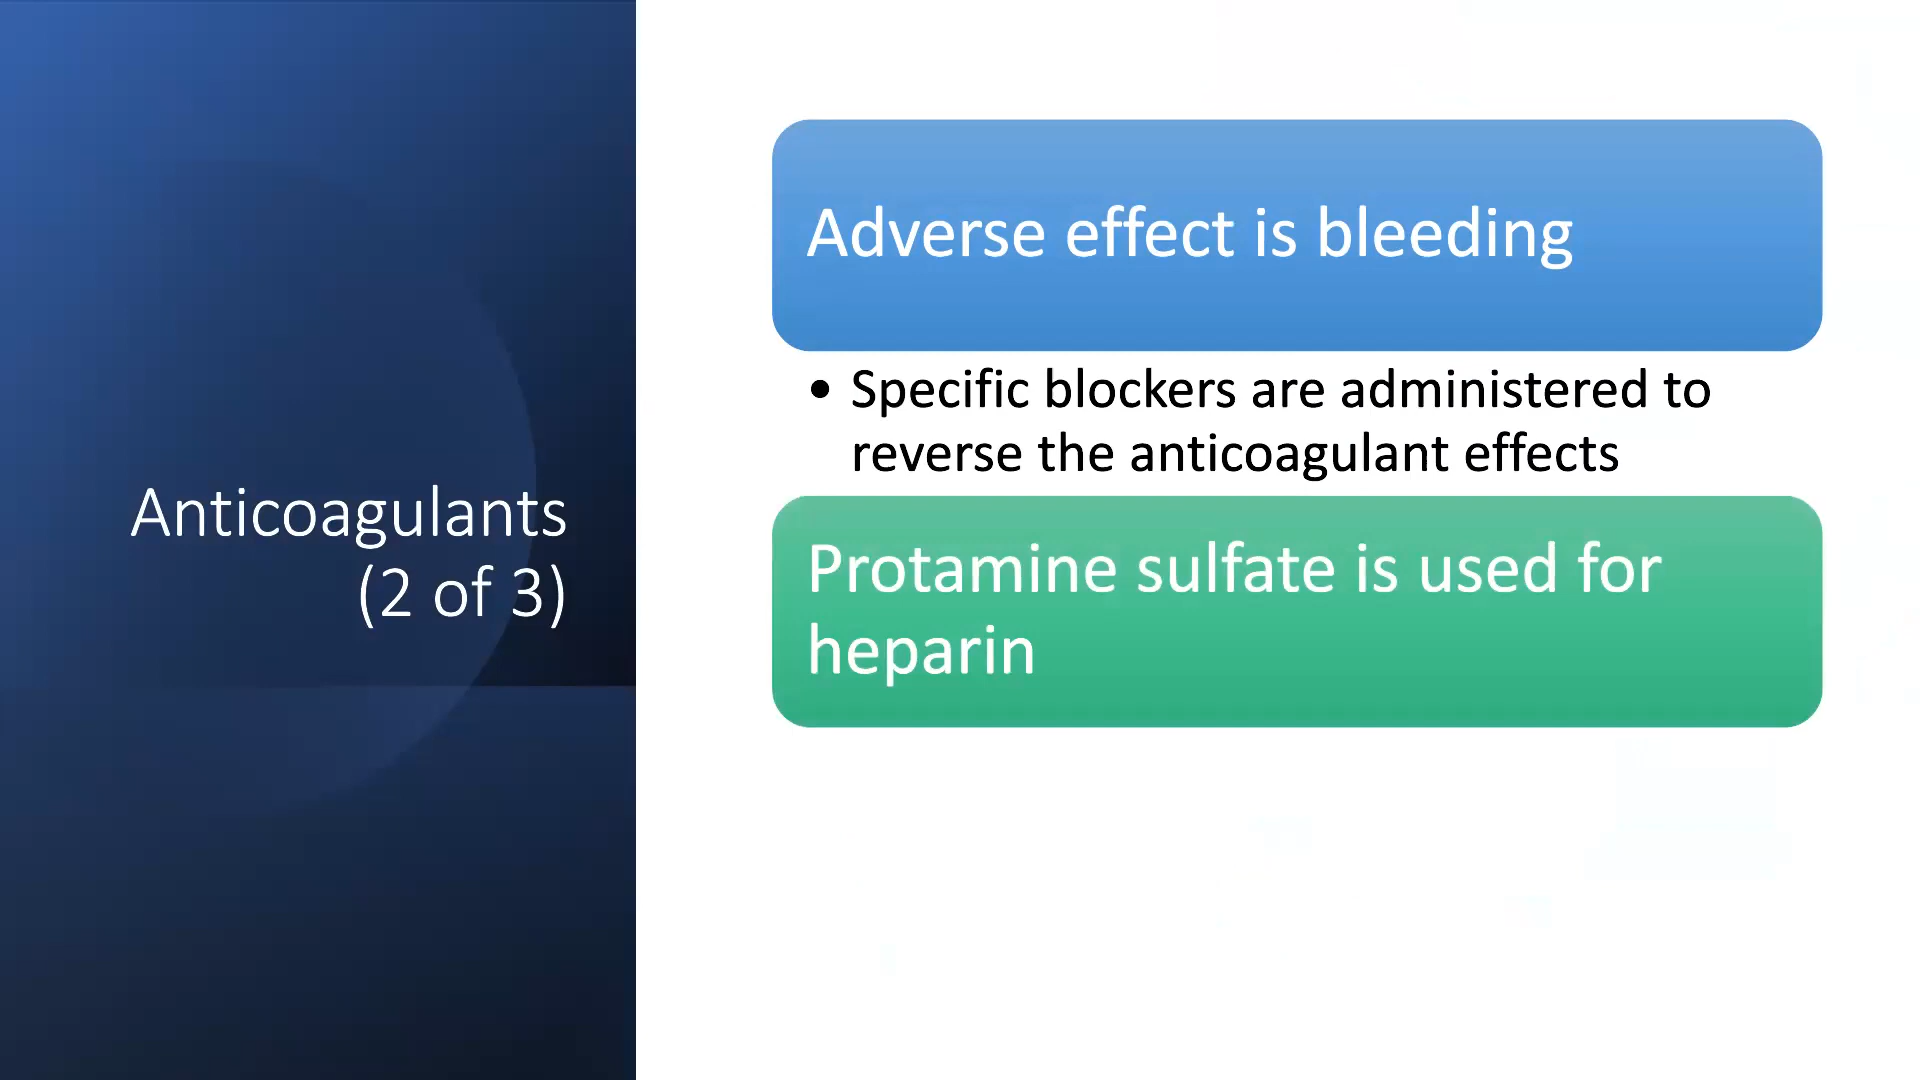 Anticoagulants
(2 of 3)
Adverse effect is bleeding
• Specific blockers are administered to
reverse the anticoagulant effects
Protamine sulfate is used for
heparin